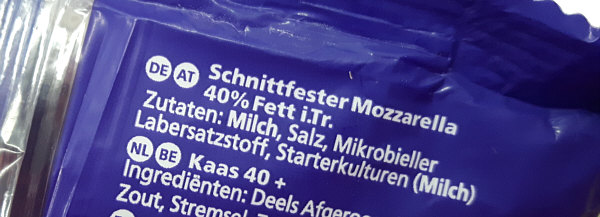 DE AT Schnittfester Mozzarella
40% Fett i.Tr.
Zutaten: Milch, Salz, Mikrobieller
Labersatzstoff, Starterkulturen (Milch)
NL BE Kaas 40 +
Ingrediënten: Deels
Zout, Stremsel,